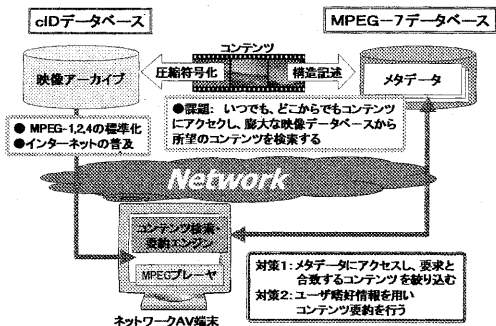 cIDデータベース
MPEG-7データベース
コンテンツ
映像アーカイブ
圧縮符号化
構造記述
メタデータ
●課題: いつでも、どこからでもコンテンツ
にアクセクし、膨大な映像データベースから
所望のコンテンツを検索する
● MPEG-1,2,4の標準化
●インターネットの普及
Network
コンテンツ検索・
要約エンジン
MPEGプレーヤ
ネットワークAV端末
対策1:メタデータにアクセスし、要求と
合致するコンテンツを絞り込む
対策2:ユーザ嗜好情報を用い
コンテンツ要約を行う